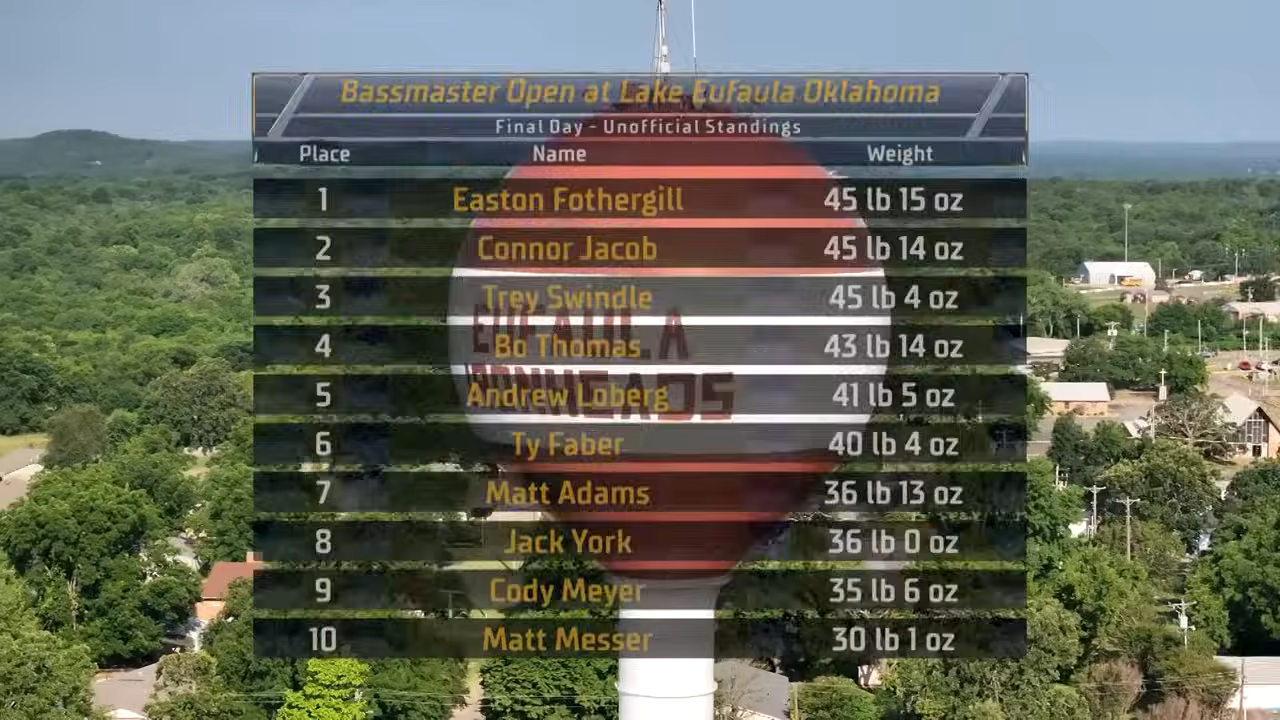 Bassmaster Open at Lake Eufaula Oklahoma
Final Day - Unofficial Standings
Place Name Weight
1 Easton Fothergill 45 lb 15 oz
2 Connor Jacob 45 lb 14 oz
3 Trey Swindle 45 lb 4 oz
EUFAULA
4 Bo Thomas 43 lb 14 oz
IRONHEADS
5 Andrew Loberg 41 lb 5 oz
6 Ty Faber 40 lb 4 oz
7 Matt Adams 36 lb 13 oz
8 Jack York 36 lb 0 oz
9 Cody Meyer 35 lb 6 oz
10 Matt Messer 30 lb 1 oz